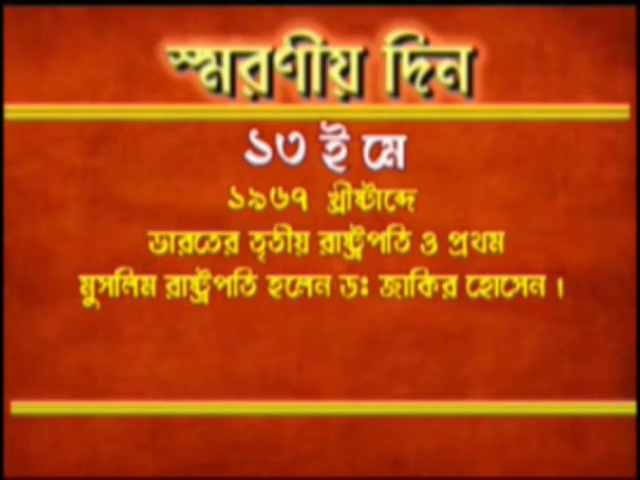 স্মরণীয় দিন
১৩ ই মে
১৯৬৭ খ্রীষ্টাব্দে
ভারতের তৃতীয় রাষ্ট্রপতি ও প্রথম
মুসলিম রাষ্ট্রপতি হলেন ডঃ জাকির হোসেন ।